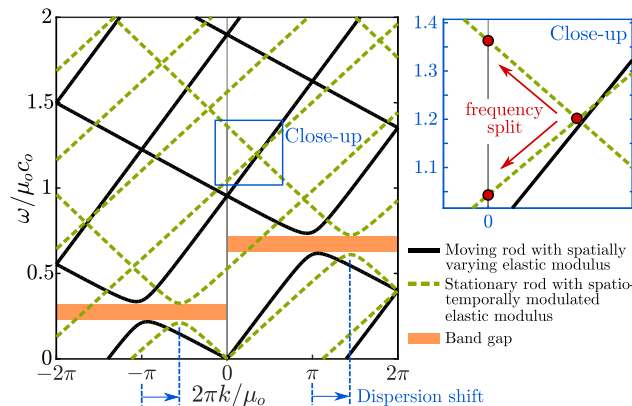 2
1.5
1
0.5
0
ω/μₒcₒ
-2π
-π
0
π
2π
2πk/μₒ
Close-up
Dispersion shift
1.4
1.3
1.2
1.1
0
Close-up
frequency
split
Moving rod with spatially
varying elastic modulus
Stationary rod with spatio-
temporally modulated
elastic modulus
Band gap